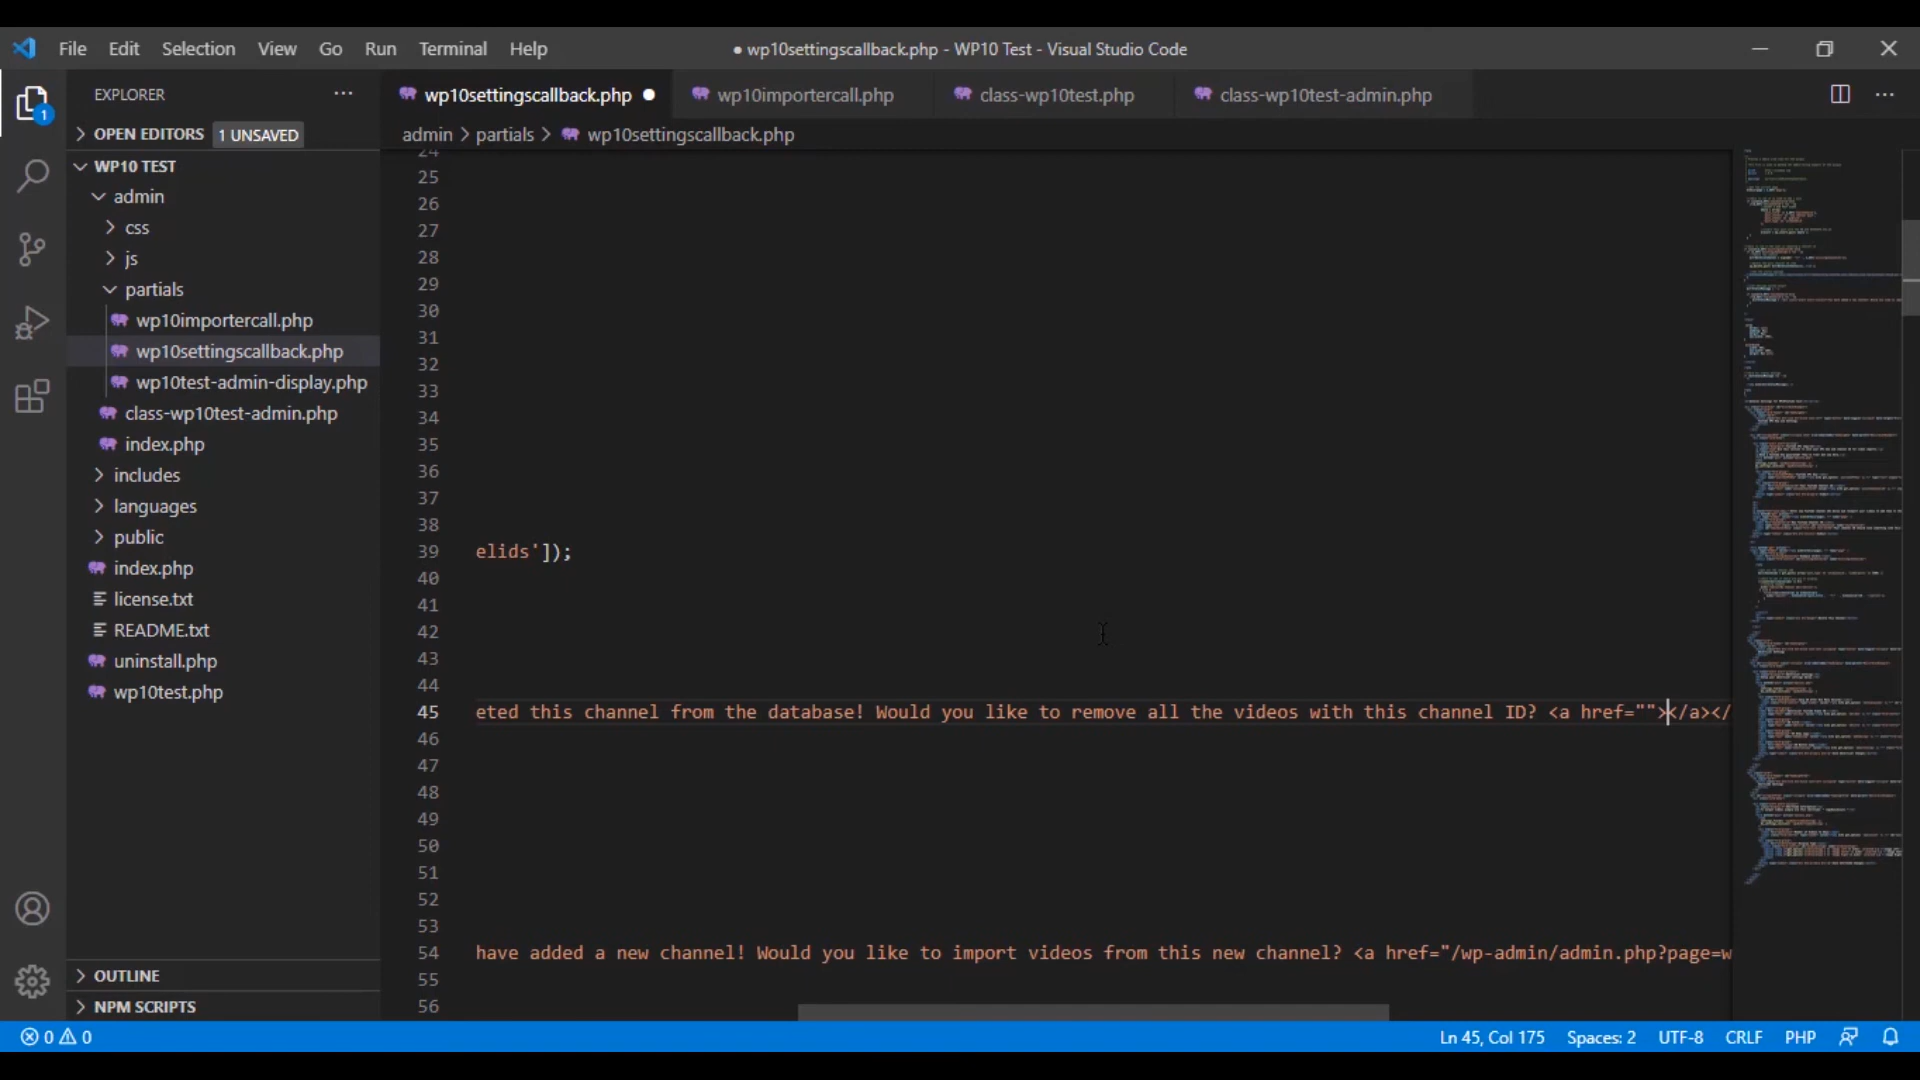 File Edit Selection View Go Run Terminal Help
● wp10settingscallback.php - WP10 Test - Visual Studio Code
EXPLORER
OPEN EDITORS 1 UNSAVED
WP10 TEST
admin
css
js
partials
wp10importercall.php
wp10settingscallback.php
wp10test-admin-display.php
class-wp10test-admin.php
index.php
includes
languages
public
index.php
license.txt
README.txt
uninstall.php
wp10test.php
OUTLINE
NPM SCRIPTS
1
wp10settingscallback.php ● wp10importercall.php class-wp10test.php class-wp10test-admin.php
admin > partials > wp10settingscallback.php
24
25
26
27
28
29
30
31
32
33
34
35
36
37
38
39 elids']);
40
41
42
43
44
45 eted this channel from the database! Would you like to remove all the videos with this channel ID? <a href=""></a></
46
47
48
49
50
51
52
53
54 have added a new channel! Would you like to import videos from this new channel? <a href="/wp-admin/admin.php?page=w
55
56
0 0 Ln 45, Col 175 Spaces: 2 UTF-8 CRLF PHP